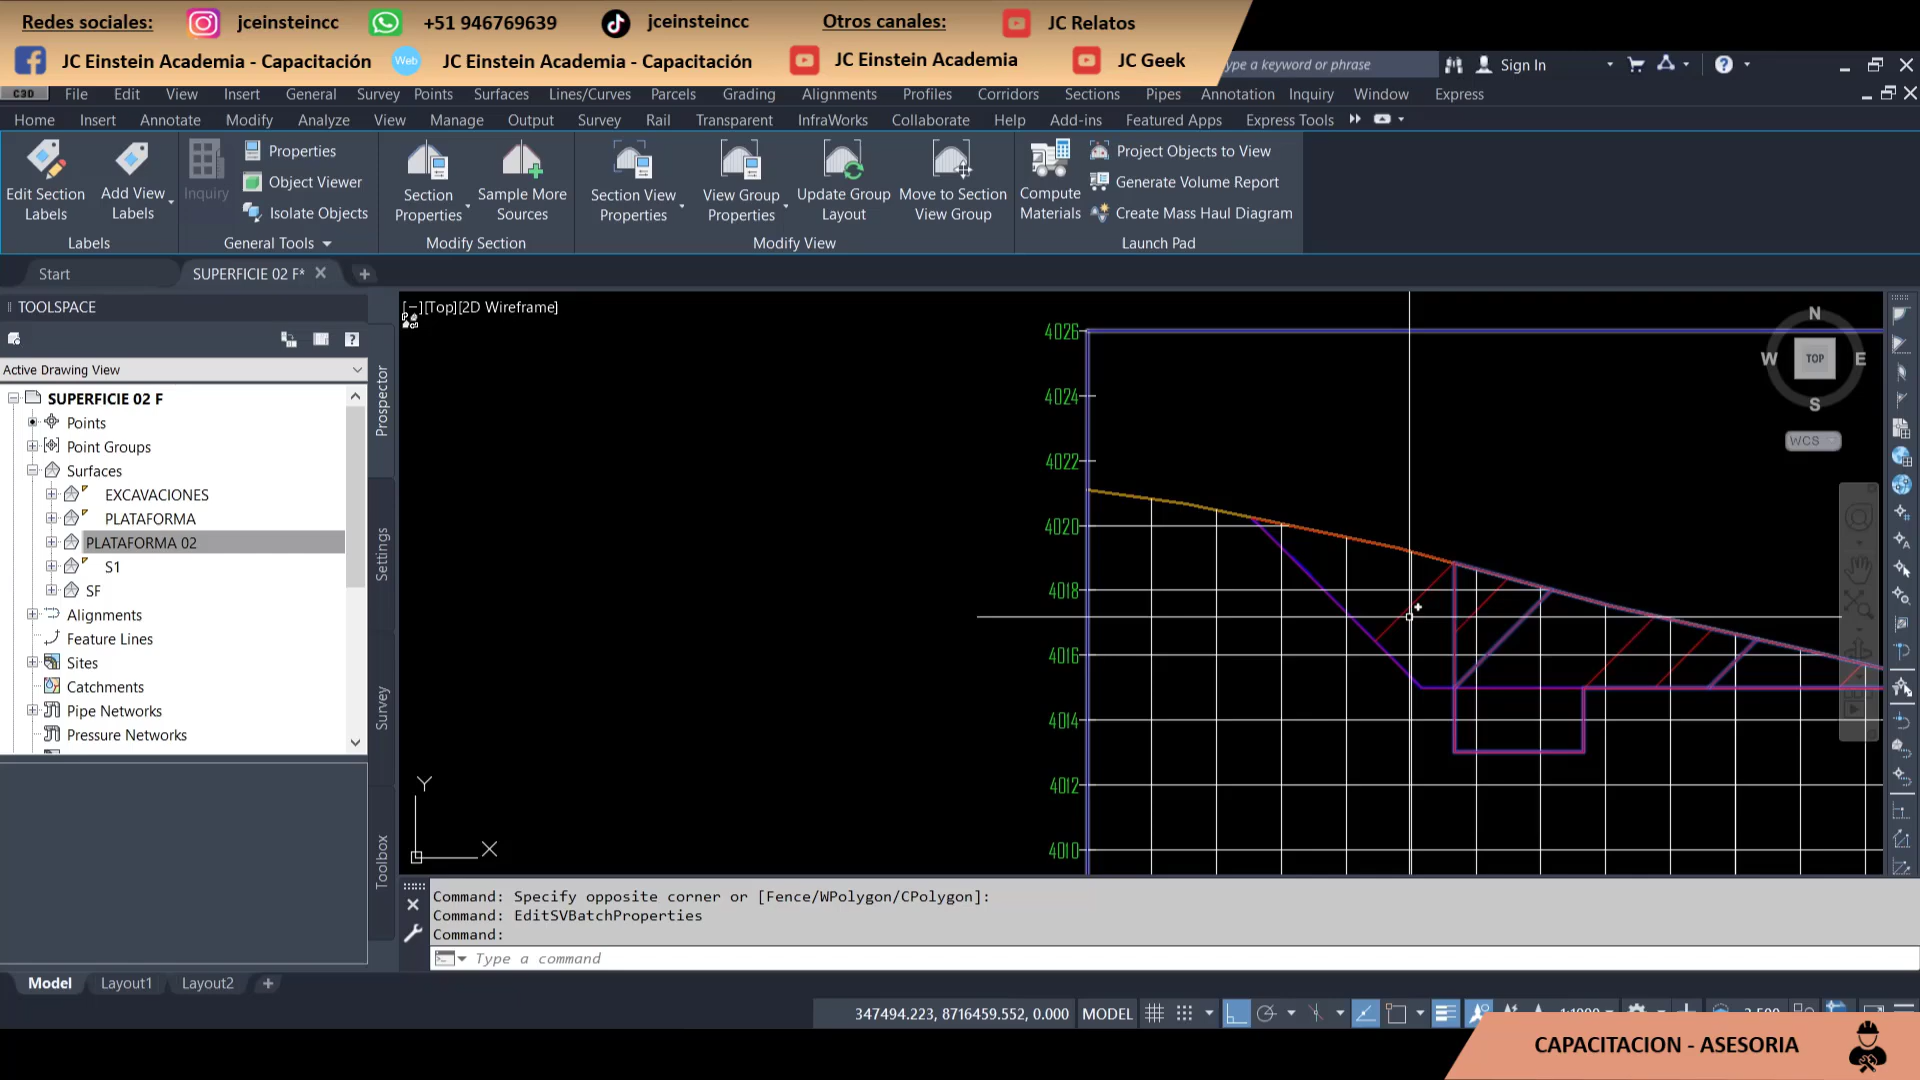 Redes sociales: jceinsteincc +51 946769639 jceinsteincc Otros canales: JC Relatos
JC Einstein Academia - Capacitación Web JC Einstein Academia - Capacitación JC Einstein Academia JC Geek
ype a keyword or phrase Sign In
C3D File Edit View Insert General Survey Points Surfaces Lines/Curves Parcels Grading Alignments Profiles Corridors Sections Pipes Annotation Inquiry Window Express
Home Insert Annotate Modify Analyze View Manage Output Survey Rail Transparent InfraWorks Collaborate Help Add-ins Featured Apps Express Tools
Edit Section Labels
Add View Labels
Labels
Inquiry
Properties
Object Viewer
Isolate Objects
General Tools
Section Properties
Sample More Sources
Modify Section
Section View Properties
View Group Properties
Update Group Layout
Move to Section View Group
Modify View
Compute Materials
Project Objects to View
Generate Volume Report
Create Mass Haul Diagram
Launch Pad
Start SUPERFICIE 02 F*
TOOLSPACE
Active Drawing View
SUPERFICIE 02 F
Points
Point Groups
Surfaces
EXCAVACIONES
PLATAFORMA
PLATAFORMA 02
S1
SF
Alignments
Feature Lines
Sites
Catchments
Pipe Networks
Pressure Networks
Prospector
Settings
Survey
Toolbox
[−][Top][2D Wireframe]
4026
4024
4022
4020
4018
4016
4014
4012
4010
N
W TOP E
S
WCS
Y
X
Command: Specify opposite corner or [Fence/WPolygon/CPolygon]:
Command: EditSVBatchProperties
Command:
Type a command
Model Layout1 Layout2
347494.223, 8716459.552, 0.000 MODEL
CAPACITACION - ASESORIA